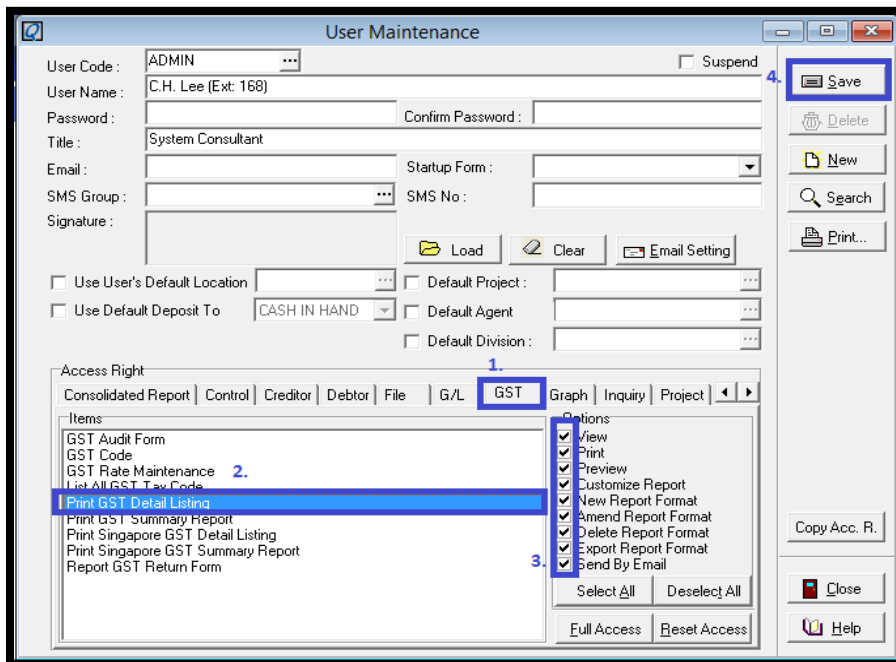 User Maintenance
User Code : ADMIN ... Suspend
4. Save
User Name : C.H. Lee (Ext: 168)
Password : Confirm Password :
Delete
Title : System Consultant
Email : Startup Form :
New
SMS Group : ... SMS No :
Search
Signature :
Load Clear Email Setting
Print...
Use User's Default Location ... Default Project : ...
Use Default Deposit To CASH IN HAND Default Agent ...
Default Division : ...
Access Right
1.
Consolidated Report Control Creditor Debtor File G/L GST Graph Inquiry Project
Items
Options
GST Audit Form
GST Code
GST Rate Maintenance
2.
List All GST Tax Code
Print GST Detail Listing
Print GST Summary Report
Print Singapore GST Detail Listing
Print Singapore GST Summary Report
Report GST Return Form
View
Print
Preview
Customize Report
New Report Format
Amend Report Format
Delete Report Format
Export Report Format
3. Send By Email
Select All Deselect All
Full Access Reset Access
Copy Acc. R.
Close
Help